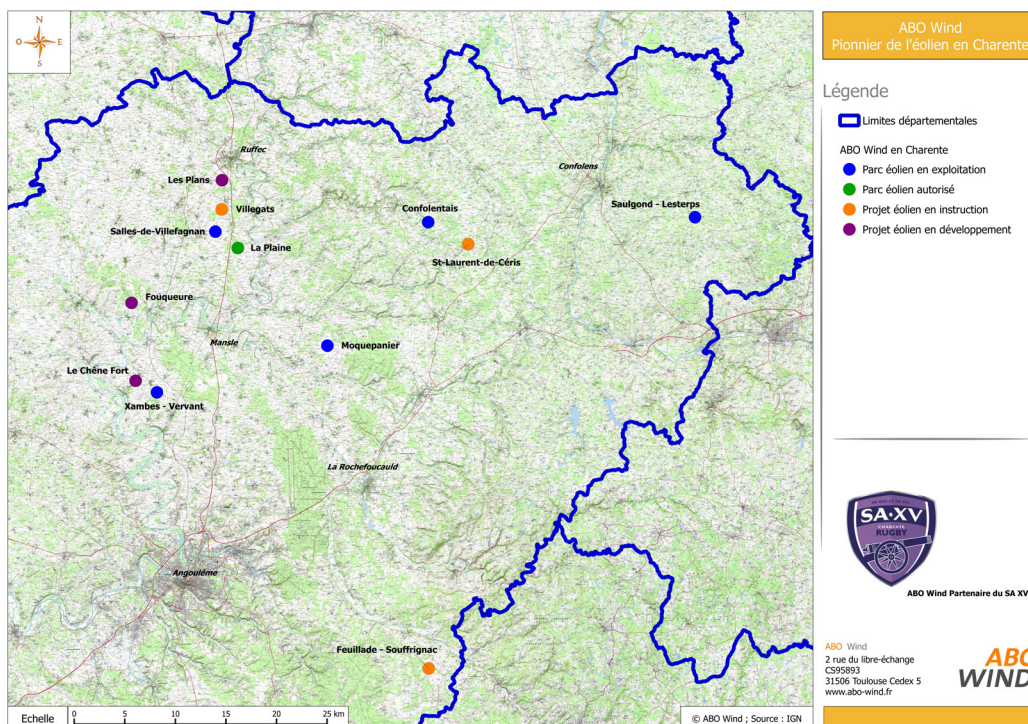 N
O E
S
Ruffec
Les Plans
Villegats
Salles-de-Villefagnan
La Plaine
Confolens
Confolentais
Saulgond - Lesterps
St-Laurent-de-Céris
Fouqueure
Mansle
Moquepanier
Le Chêne Fort
Xambes - Vervant
La Rochefoucauld
Angoulême
Feuillade - Souffrignac
Echelle
0 5 10 15 20 25 km
© ABO Wind ; Source : IGN
ABO Wind
Pionnier de l'éolien en Charente
Légende
Limites départementales
ABO Wind en Charente
Parc éolien en exploitation
Parc éolien autorisé
Projet éolien en instruction
Projet éolien en développement
SA·XV
CHARENTE
RUGBY
ABO Wind Partenaire du SA XV
ABO Wind
2 rue du libre-échange
CS95893
31506 Toulouse Cedex 5
www.abo-wind.fr
ABO
WIND